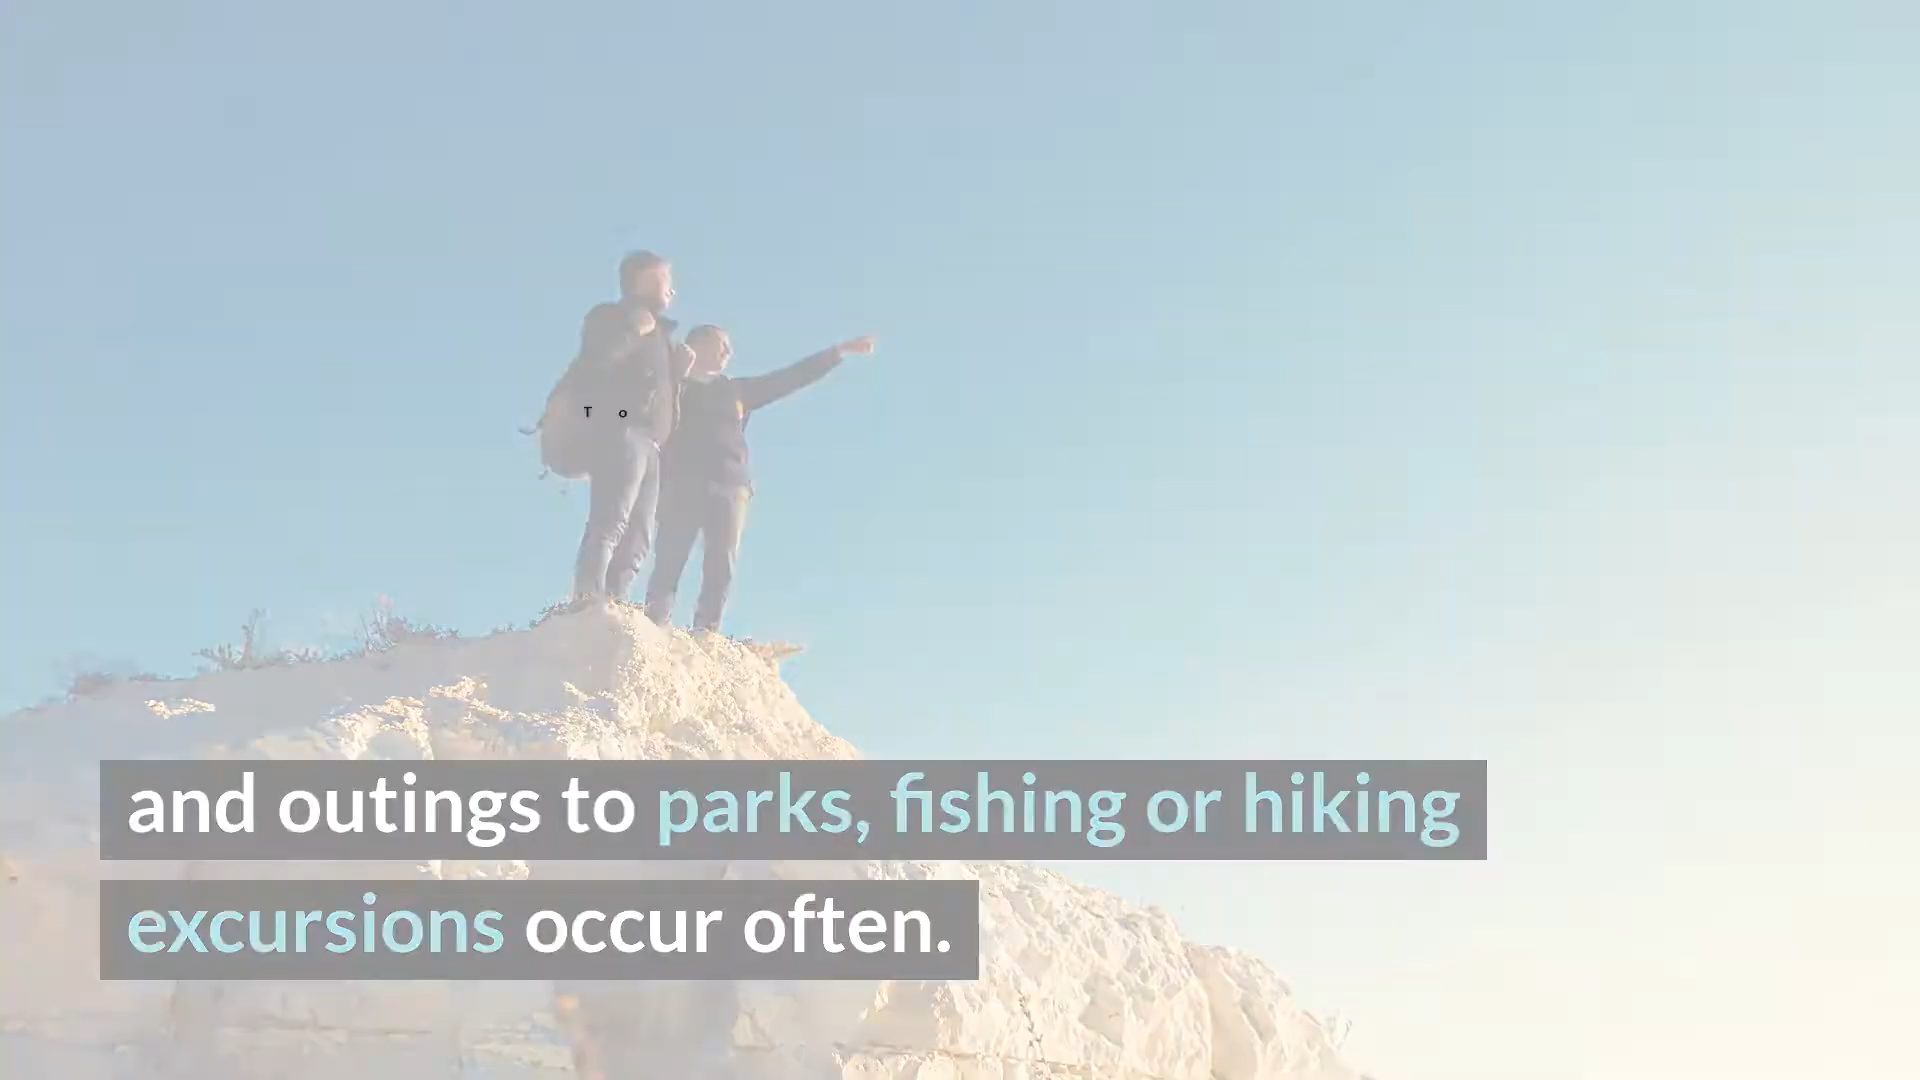 T o
and outings to parks, fishing or hiking
excursions occur often.